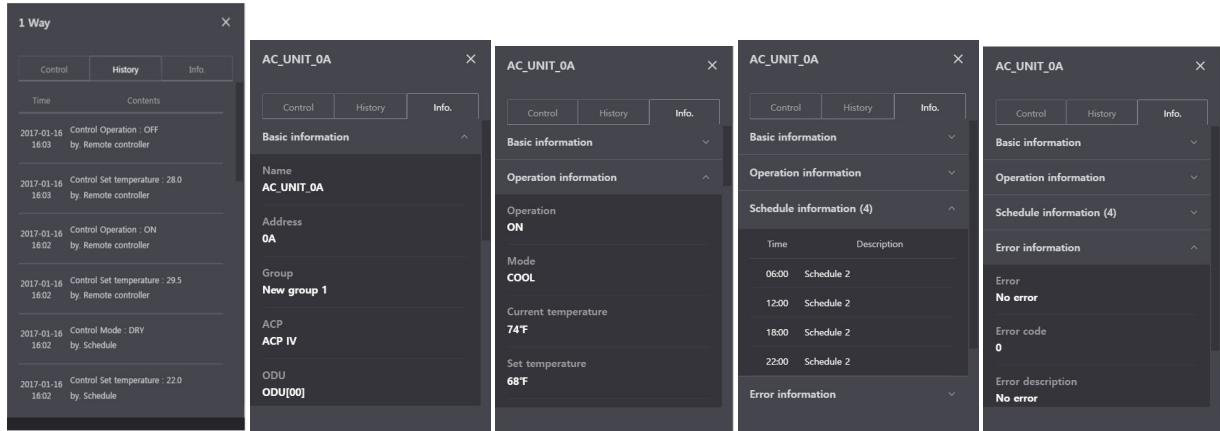 1 Way
Control History Info.
Time Contents
2017-01-16 Control Operation : OFF
16:03 by. Remote controller
2017-01-16 Control Set temperature : 28.0
16:03 by. Remote controller
2017-01-16 Control Operation : ON
16:02 by. Remote controller
2017-01-16 Control Set temperature : 29.5
16:02 by. Remote controller
2017-01-16 Control Mode : DRY
16:02 by. Schedule
2017-01-16 Control Set temperature : 22.0
16:02 by. Schedule
AC_UNIT_0A
Control History Info.
Basic information
Name
AC_UNIT_0A
Address
0A
Group
New group 1
ACP
ACP IV
ODU
ODU[00]
AC_UNIT_0A
Control History Info.
Basic information
Operation information
Operation
ON
Mode
COOL
Current temperature
74°F
Set temperature
68°F
AC_UNIT_0A
Control History Info.
Basic information
Operation information
Schedule information (4)
Time Description
06:00 Schedule 2
12:00 Schedule 2
18:00 Schedule 2
22:00 Schedule 2
Error information
AC_UNIT_0A
Control History Info.
Basic information
Operation information
Schedule information (4)
Error information
Error
No error
Error code
0
Error description
No error